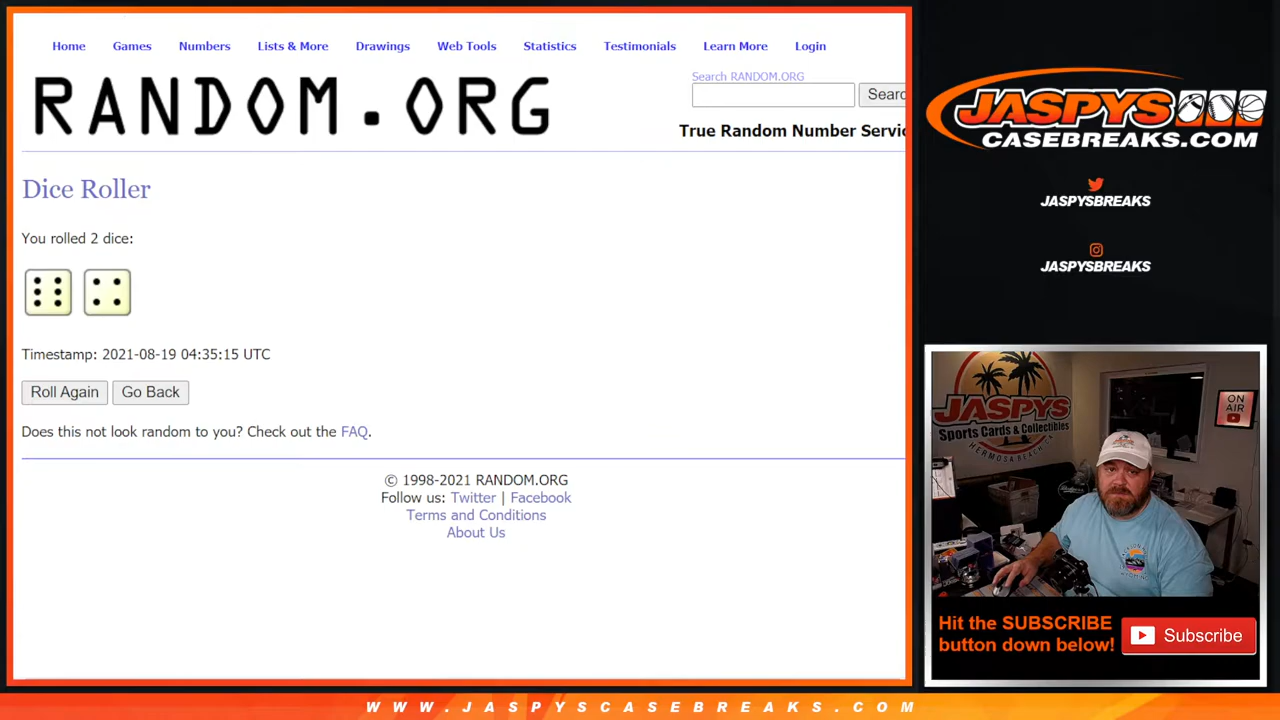 Home Games Numbers Lists & More Drawings Web Tools Statistics Testimonials Learn More Login
RANDOM.ORG
Search RANDOM.ORG
Searc
True Random Number Servic
Dice Roller
You rolled 2 dice:
Timestamp: 2021-08-19 04:35:15 UTC
Roll Again Go Back
Does this not look random to you? Check out the FAQ.
© 1998-2021 RANDOM.ORG
Follow us: Twitter | Facebook
Terms and Conditions
About Us
JASPYS
CASEBREAKS.COM
JASPYSBREAKS
JASPYSBREAKS
JASPYS
Sports Cards & Collectibles
HERMOSA BEACH, CA
ON
AIR
Hit the SUBSCRIBE
button down below!
Subscribe
WWW.JASPYSCASEBREAKS.COM